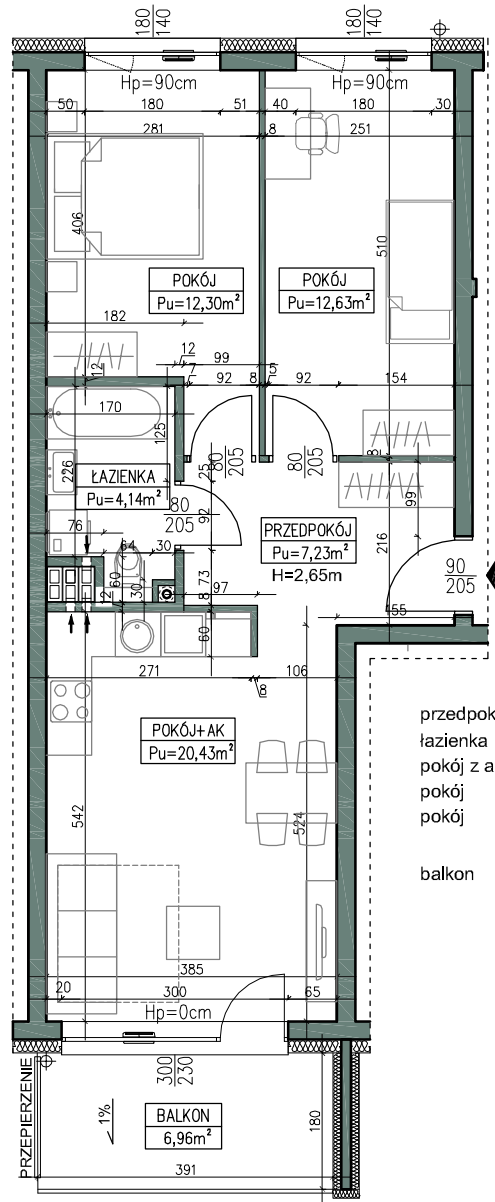 180
140
180
140
Hp=90cm
Hp=90cm
50
180
51
40
180
30
281
8
251
406
510
POKÓJ
Pu=12,30m²
POKÓJ
Pu=12,63m²
182
12
99
7
92
8
5
92
154
12
170
125
226
80
205
80
205
8
25
99
ŁAZIENKA
Pu=4,14m²
80
205
92
PRZEDPOKÓJ
Pu=7,23m²
H=2,65m
216
90
205
76
64
30
60
30
12
73
8
97
155
60
271
8
106
POKÓJ+AK
Pu=20,43m²
542
524
przedpok
łazienka
pokój z a
pokój
pokój
balkon
385
20
300
65
Hp=0cm
300
230
PRZEPIERZENIE
1%
BALKON
6,96m²
180
391